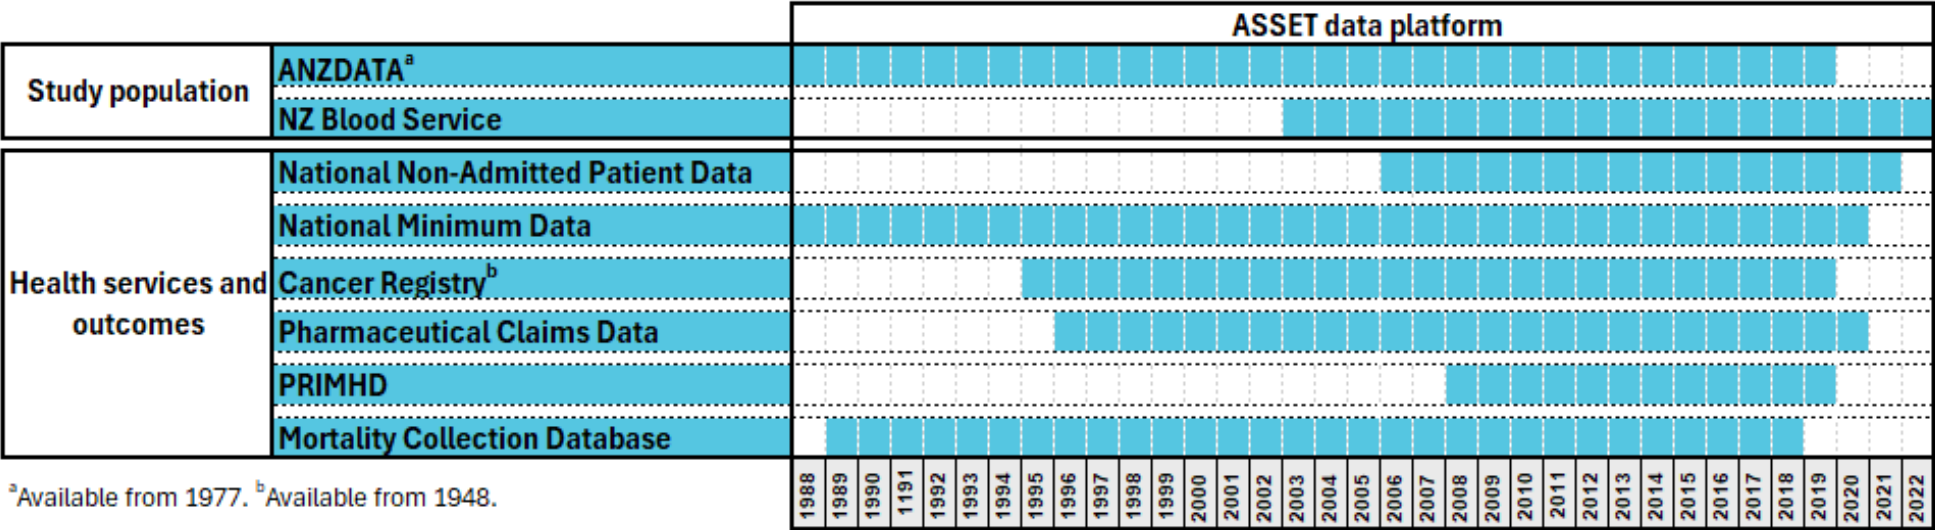 ASSET data platform
Study population
ANZDATAᵃ
NZ Blood Service
Health services and
outcomes
National Non-Admitted Patient Data
National Minimum Data
Cancer Registryᵇ
Pharmaceutical Claims Data
PRIMHD
Mortality Collection Database
1988 1989 1990 1191 1992 1993 1994 1995 1996 1997 1998 1999 2000 2001 2002 2003 2004 2005 2006 2007 2008 2009 2010 2011 2012 2013 2014 2015 2016 2017 2018 2019 2020 2021 2022
ᵃAvailable from 1977. ᵇAvailable from 1948.